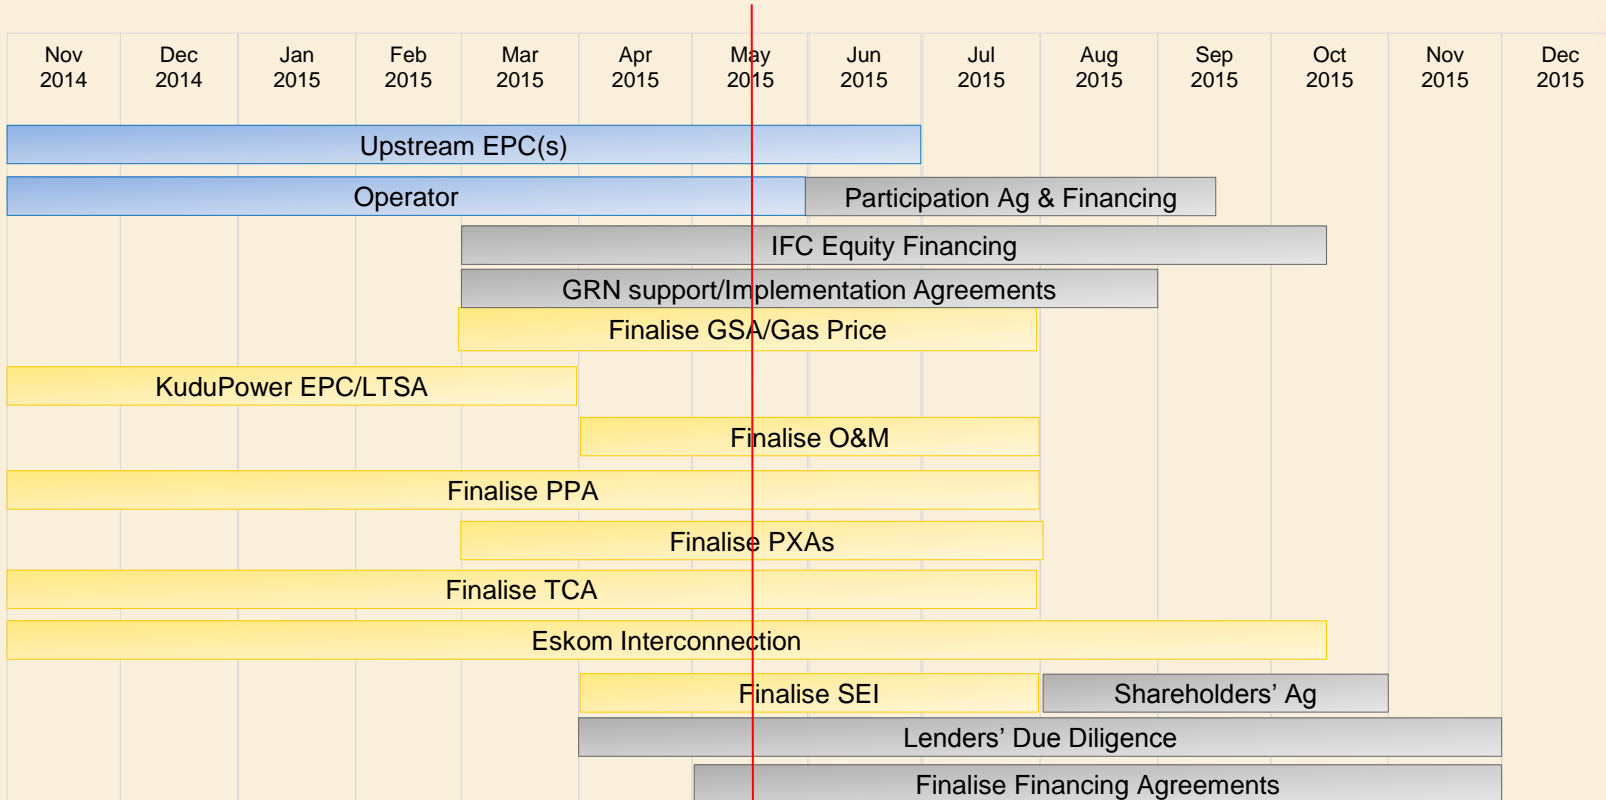 Nov Dec Jan Feb Mar Apr May Jun Jul Aug Sep Oct Nov Dec
2014 2014 2015 2015 2015 2015 2015 2015 2015 2015 2015 2015 2015 2015
Upstream EPC(s)
Operator
Participation Ag & Financing
IFC Equity Financing
GRN support/Implementation Agreements
Finalise GSA/Gas Price
KuduPower EPC/LTSA
Finalise O&M
Finalise PPA
Finalise PXAs
Finalise TCA
Eskom Interconnection
Finalise SEI
Shareholders’ Ag
Lenders’ Due Diligence
Finalise Financing Agreements